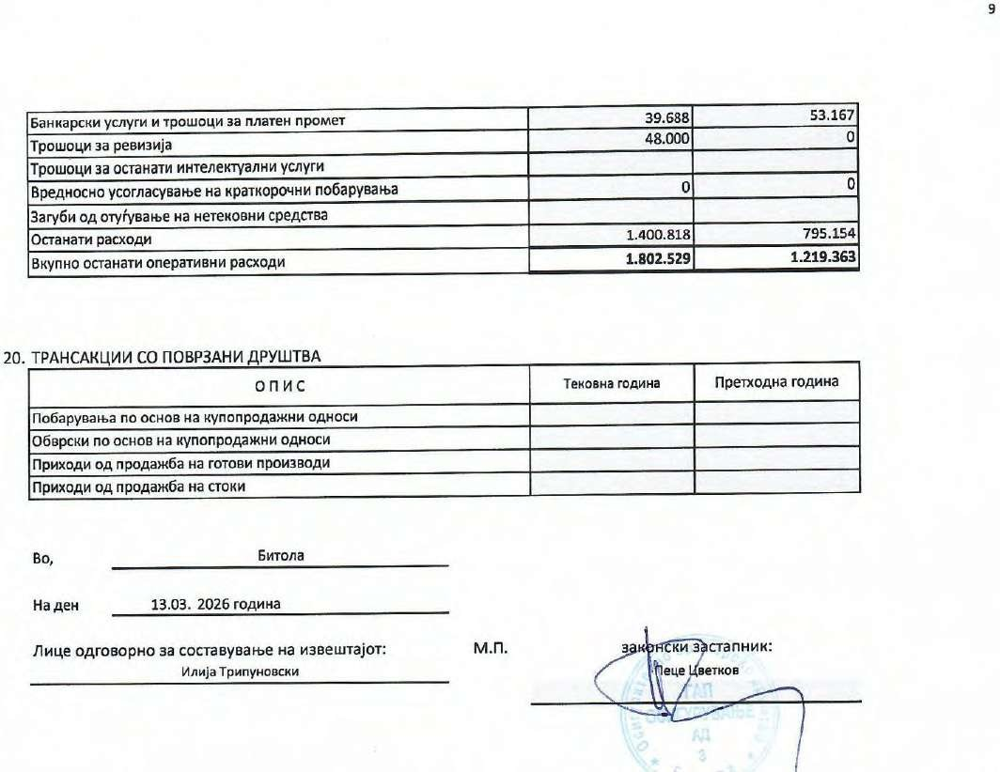 9
Банкарски услуги и трошоци за платен промет 39.688 53.167
Трошоци за ревизија 48.000 0
Трошоци за останати интелектуални услуги
Вредносно усогласување на краткорочни побарувања 0 0
Загуби од отуѓување на нетековни средства
Останати расходи 1.400.818 795.154
Вкупно останати оперативни расходи 1.802.529 1.219.363
20. ТРАНСАКЦИИ СО ПОВРЗАНИ ДРУШТВА
О П И С Тековна година Претходна година
Побарувања по основ на купопродажни односи
Обврски по основ на купопродажни односи
Приходи од продажба на готови производи
Приходи од продажба на стоки
Во, Битола
На ден 13.03. 2026 година
Лице одговорно за составување на извештајот: М.П. законски застапник:
Илија Трипуновски Пеце Цветков
ГАП
АД
3